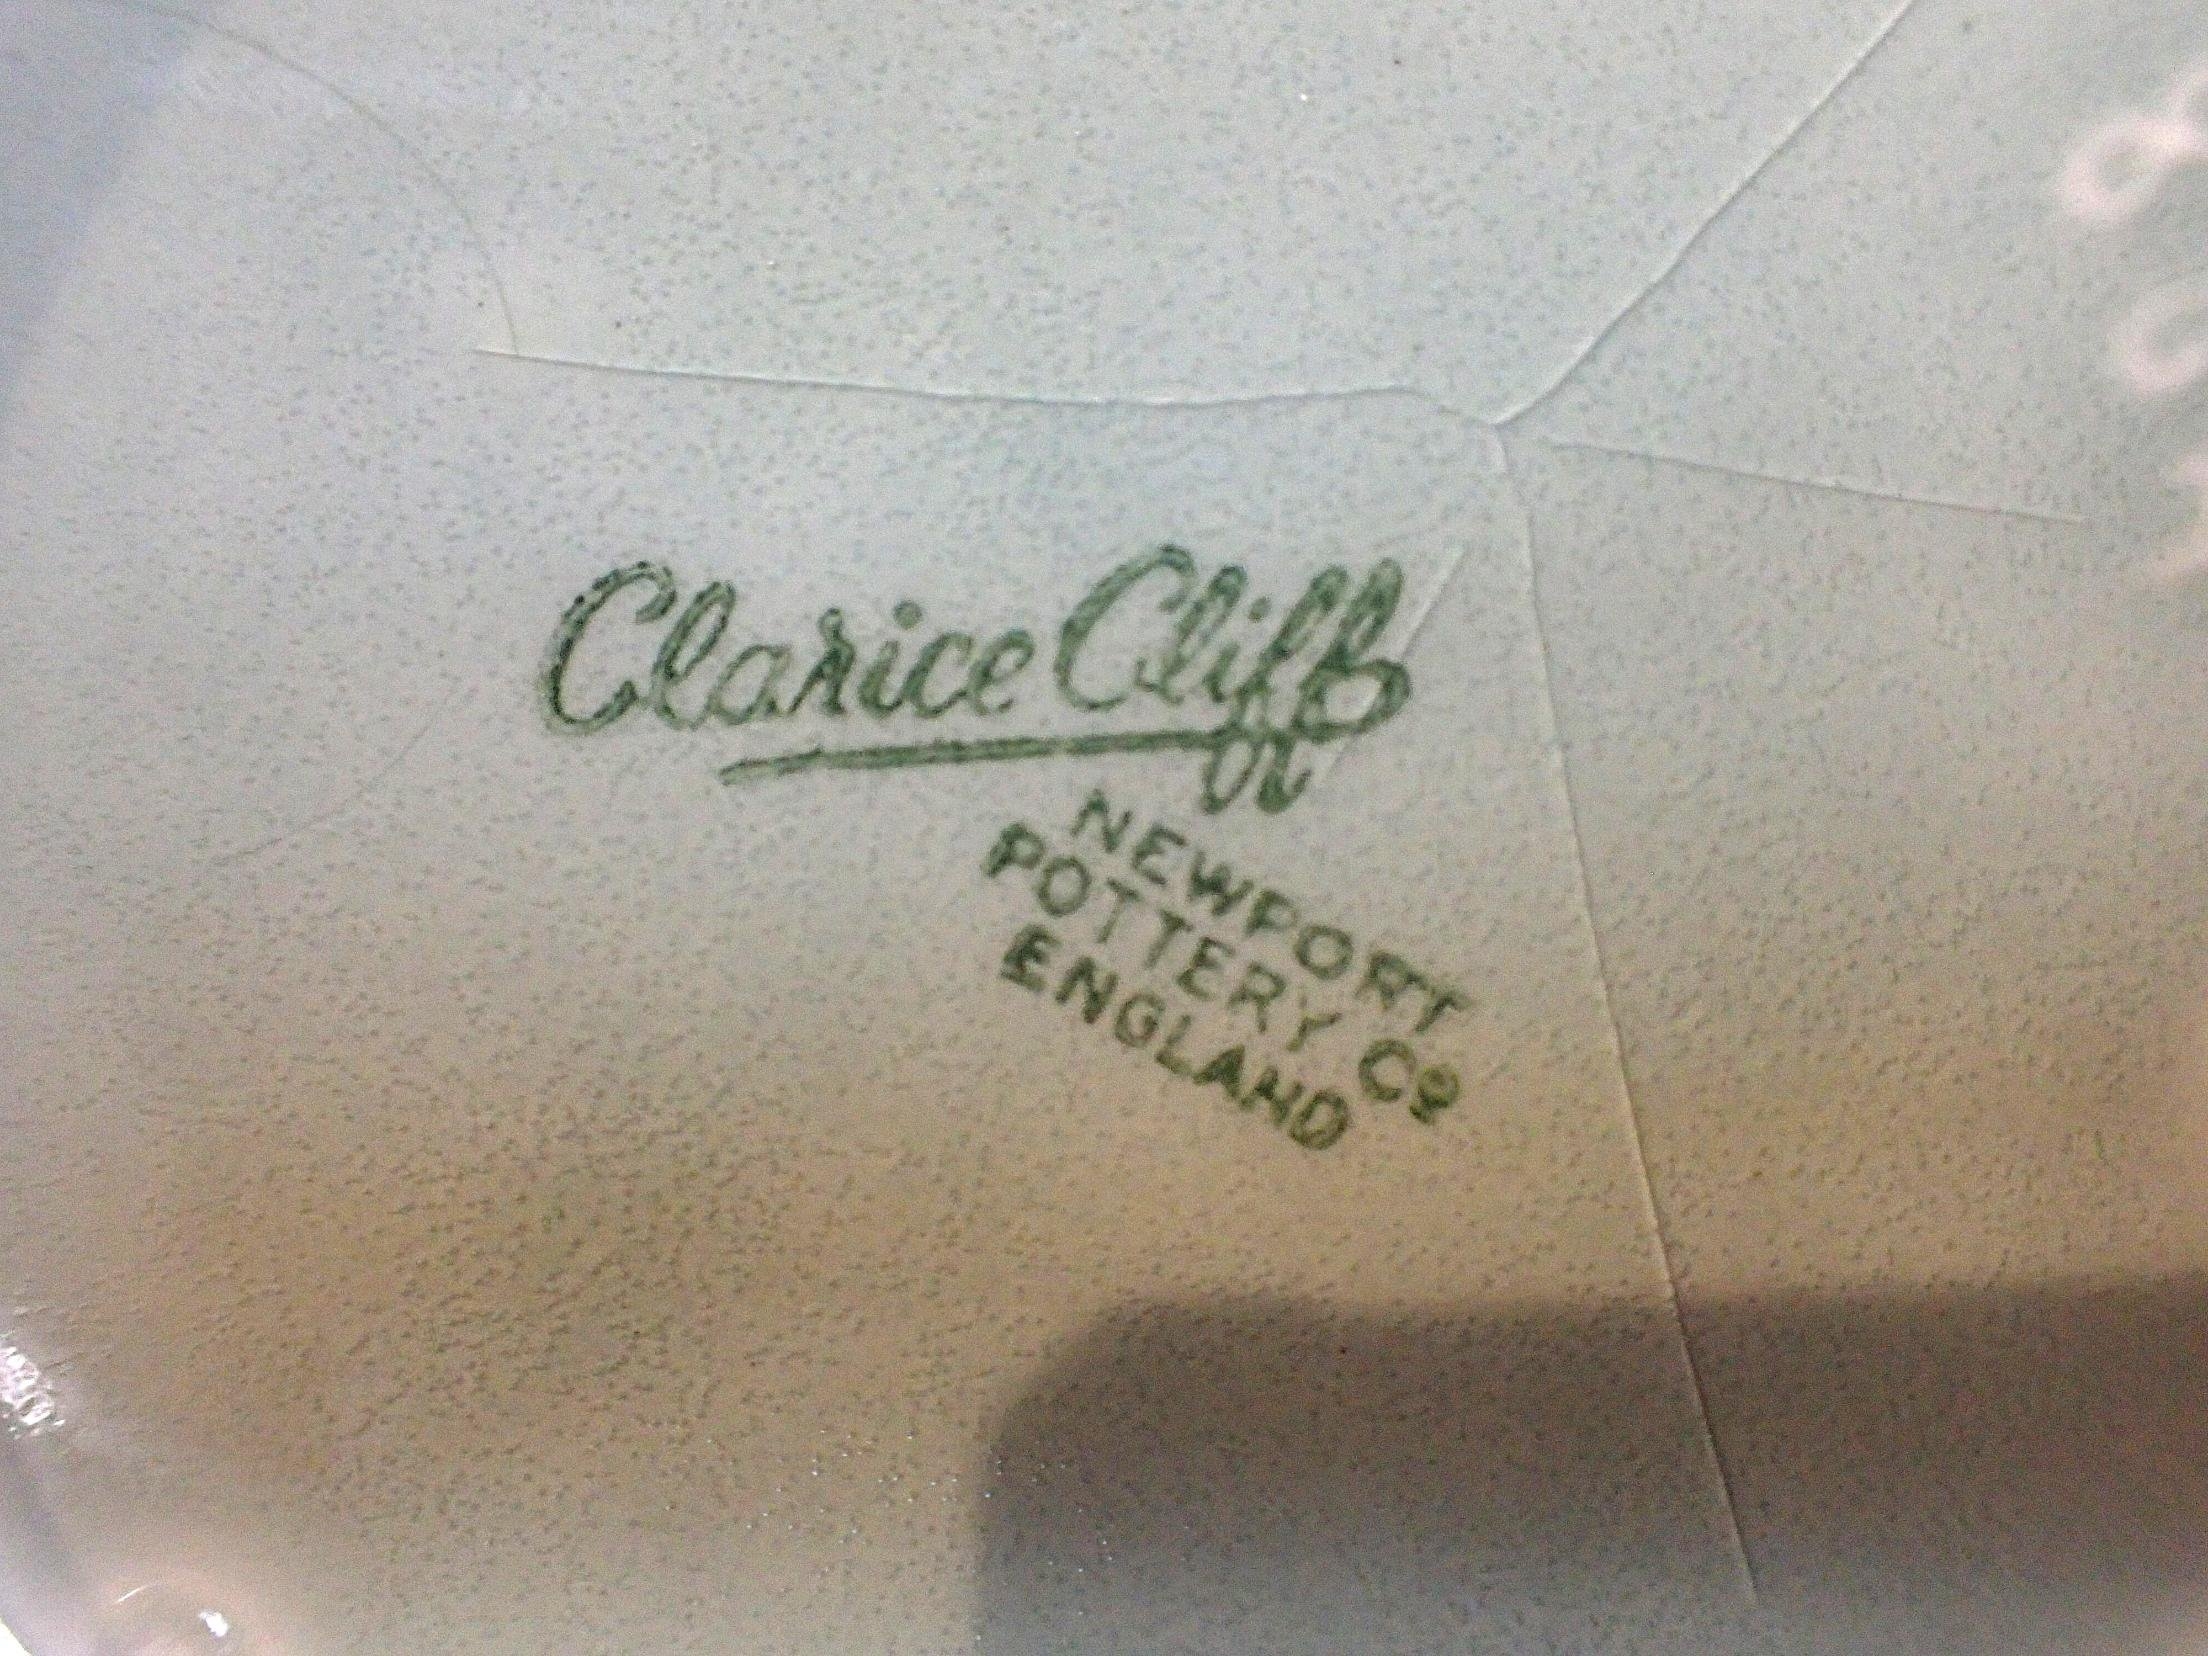 Clarice Cliff
NEWPORT
POTTERY Cº
ENGLAND